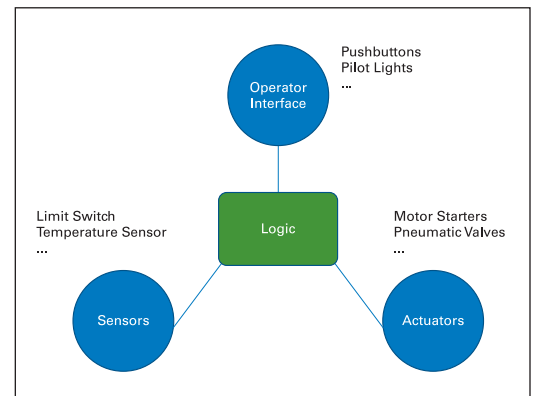 Pushbuttons
Pilot Lights
...
Operator
Interface
Limit Switch
Temperature Sensor
...
Logic
Motor Starters
Pneumatic Valves
...
Sensors
Actuators